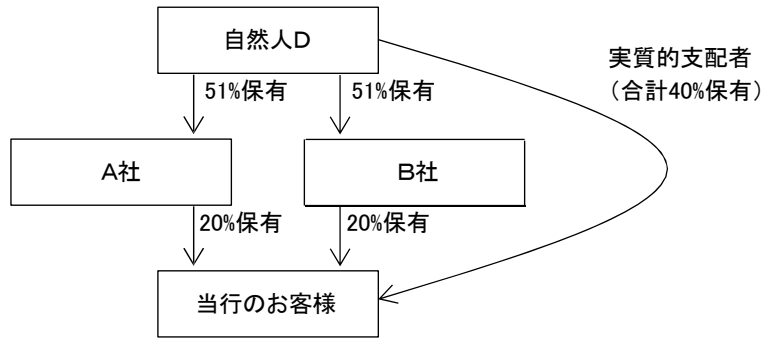 自然人D
実質的支配者
（合計40%保有）
51%保有
51%保有
A社
B社
20%保有
20%保有
当行のお客様